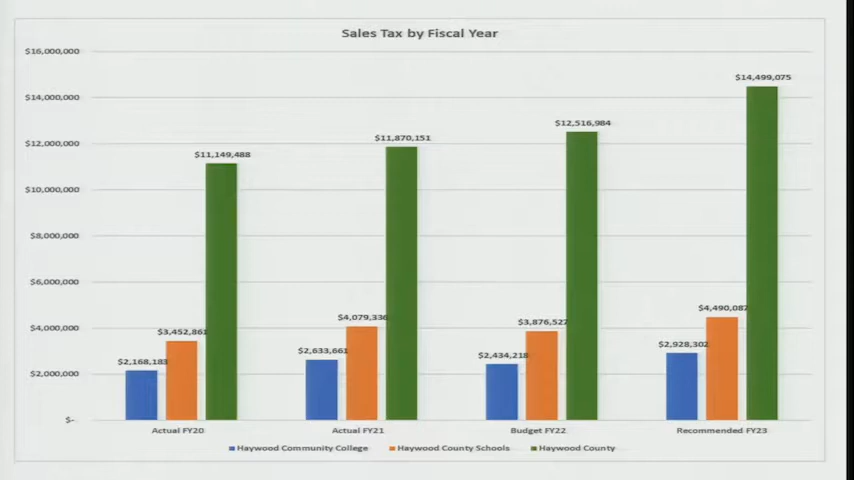 Sales Tax by Fiscal Year
$16,000,000
$14,000,000
$12,000,000
$10,000,000
$8,000,000
$6,000,000
$4,000,000
$2,000,000
$-
$2,168,183
$3,452,861
$11,149,488
$2,633,661
$4,079,336
$11,870,151
$2,434,218
$3,876,527
$12,516,984
$2,928,302
$4,490,087
$14,499,075
Actual FY20
Actual FY21
Budget FY22
Recommended FY23
Haywood Community College
Haywood County Schools
Haywood County